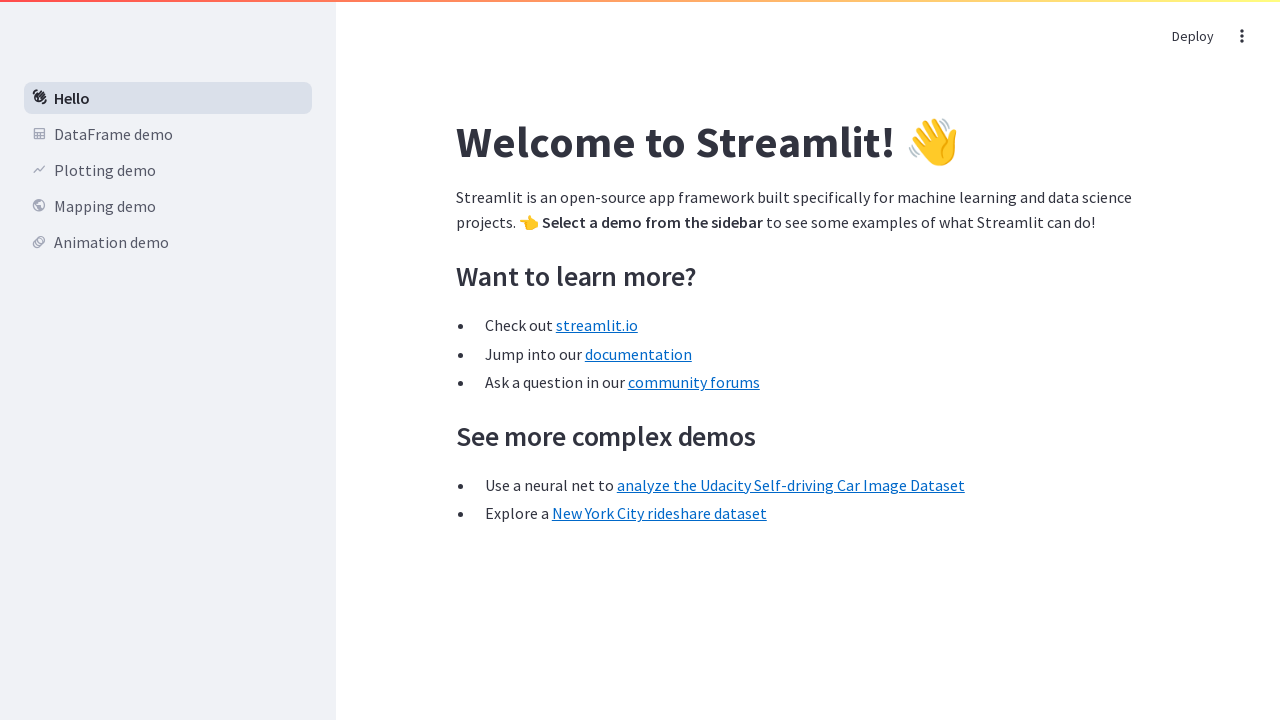 Deploy
Hello
DataFrame demo
Plotting demo
Mapping demo
Animation demo
Welcome to Streamlit! 👋
Streamlit is an open-source app framework built specifically for machine learning and data science
projects. 👈 Select a demo from the sidebar to see some examples of what Streamlit can do!
Want to learn more?
• Check out streamlit.io
• Jump into our documentation
• Ask a question in our community forums
See more complex demos
• Use a neural net to analyze the Udacity Self-driving Car Image Dataset
• Explore a New York City rideshare dataset